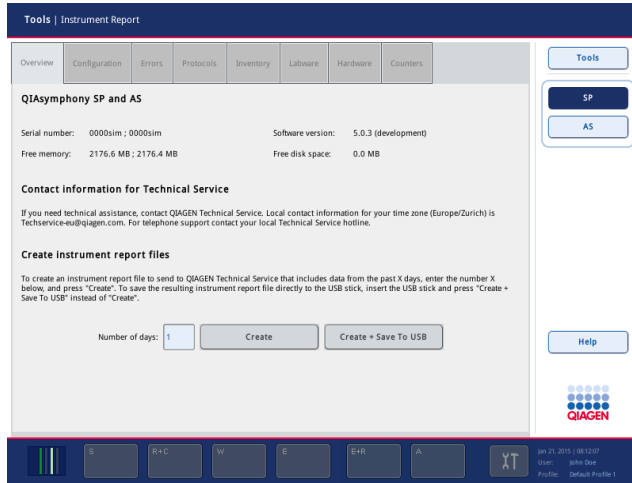 Tools | Instrument Report
Overview Configuration Errors Protocols Inventory Labware Hardware Counters
Tools
SP
AS
QIAsymphony SP and AS
Serial number: 0000sim ; 0000sim Software version: 5.0.3 (development)
Free memory: 2176.6 MB ; 2176.4 MB Free disk space: 0.0 MB
Contact information for Technical Service
If you need technical assistance, contact QIAGEN Technical Service. Local contact information for your time zone (Europe/Zurich) is
Techservice-eu@qiagen.com. For telephone support contact your local Technical Service hotline.
Create instrument report files
To create an instrument report file to send to QIAGEN Technical Service that includes data from the past X days, enter the number X
below, and press "Create". To save the resulting instrument report file directly to the USB stick, insert the USB stick and press "Create +
Save To USB" instead of "Create".
Number of days: 1 Create Create + Save To USB
Help
QIAGEN
S R+C W E E+R A
Jan 21, 2015 | 08:12:07
User: John Doe
Profile: Default Profile 1